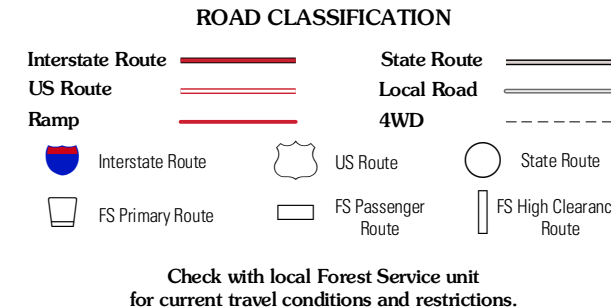 ROAD CLASSIFICATION
Interstate Route
State Route
US Route
Local Road
Ramp
4WD
Interstate Route
US Route
State Route
FS Primary Route
FS Passenger
Route
FS High Clearanc
Route
Check with local Forest Service unit
for current travel conditions and restrictions.